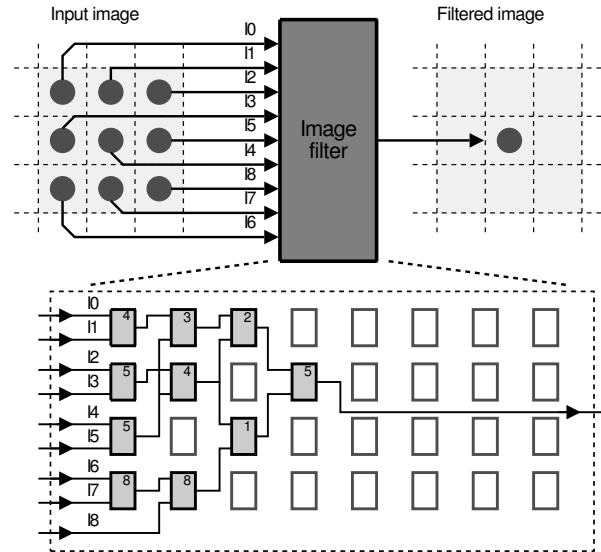 Input image
Filtered image
I0
I1
I2
I3
I5
I4
I8
I7
I6
Image
filter
I0
I1
I2
I3
I4
I5
I6
I7
I8
4
3
2
5
4
5
5
1
8
8